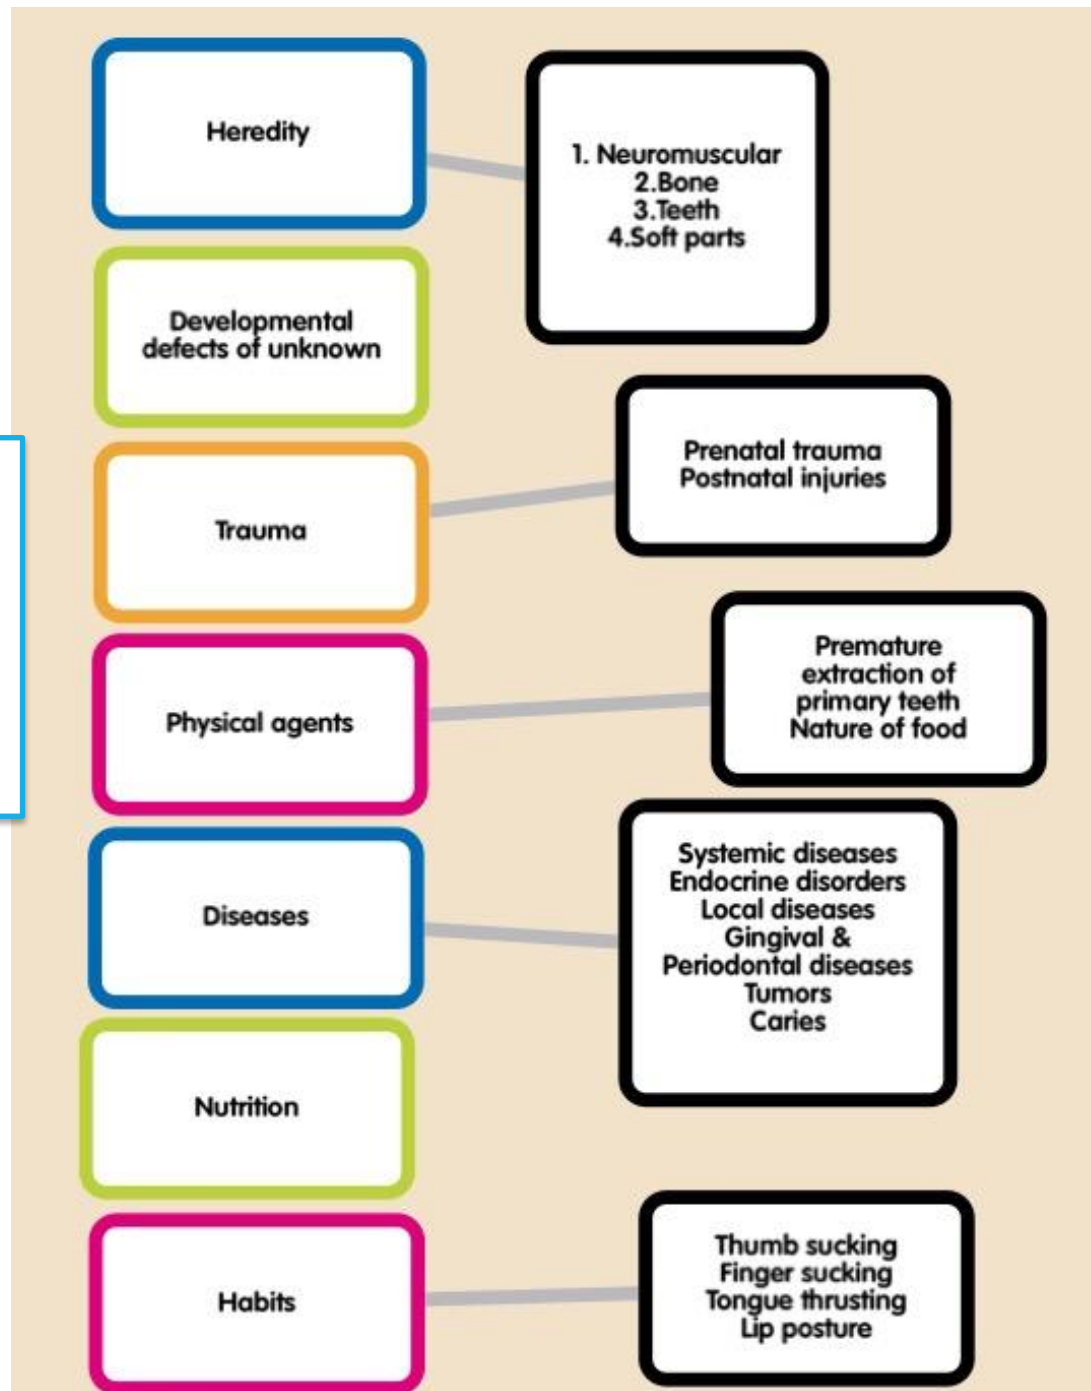 Heredity
1. Neuromuscular
2.Bone
3.Teeth
4.Soft parts
Developmental
defects of unknown
Trauma
Prenatal trauma
Postnatal injuries
Physical agents
Premature
extraction of
primary teeth
Nature of food
Diseases
Systemic diseases
Endocrine disorders
Local diseases
Gingival &
Periodontal diseases
Tumors
Caries
Nutrition
Habits
Thumb sucking
Finger sucking
Tongue thrusting
Lip posture